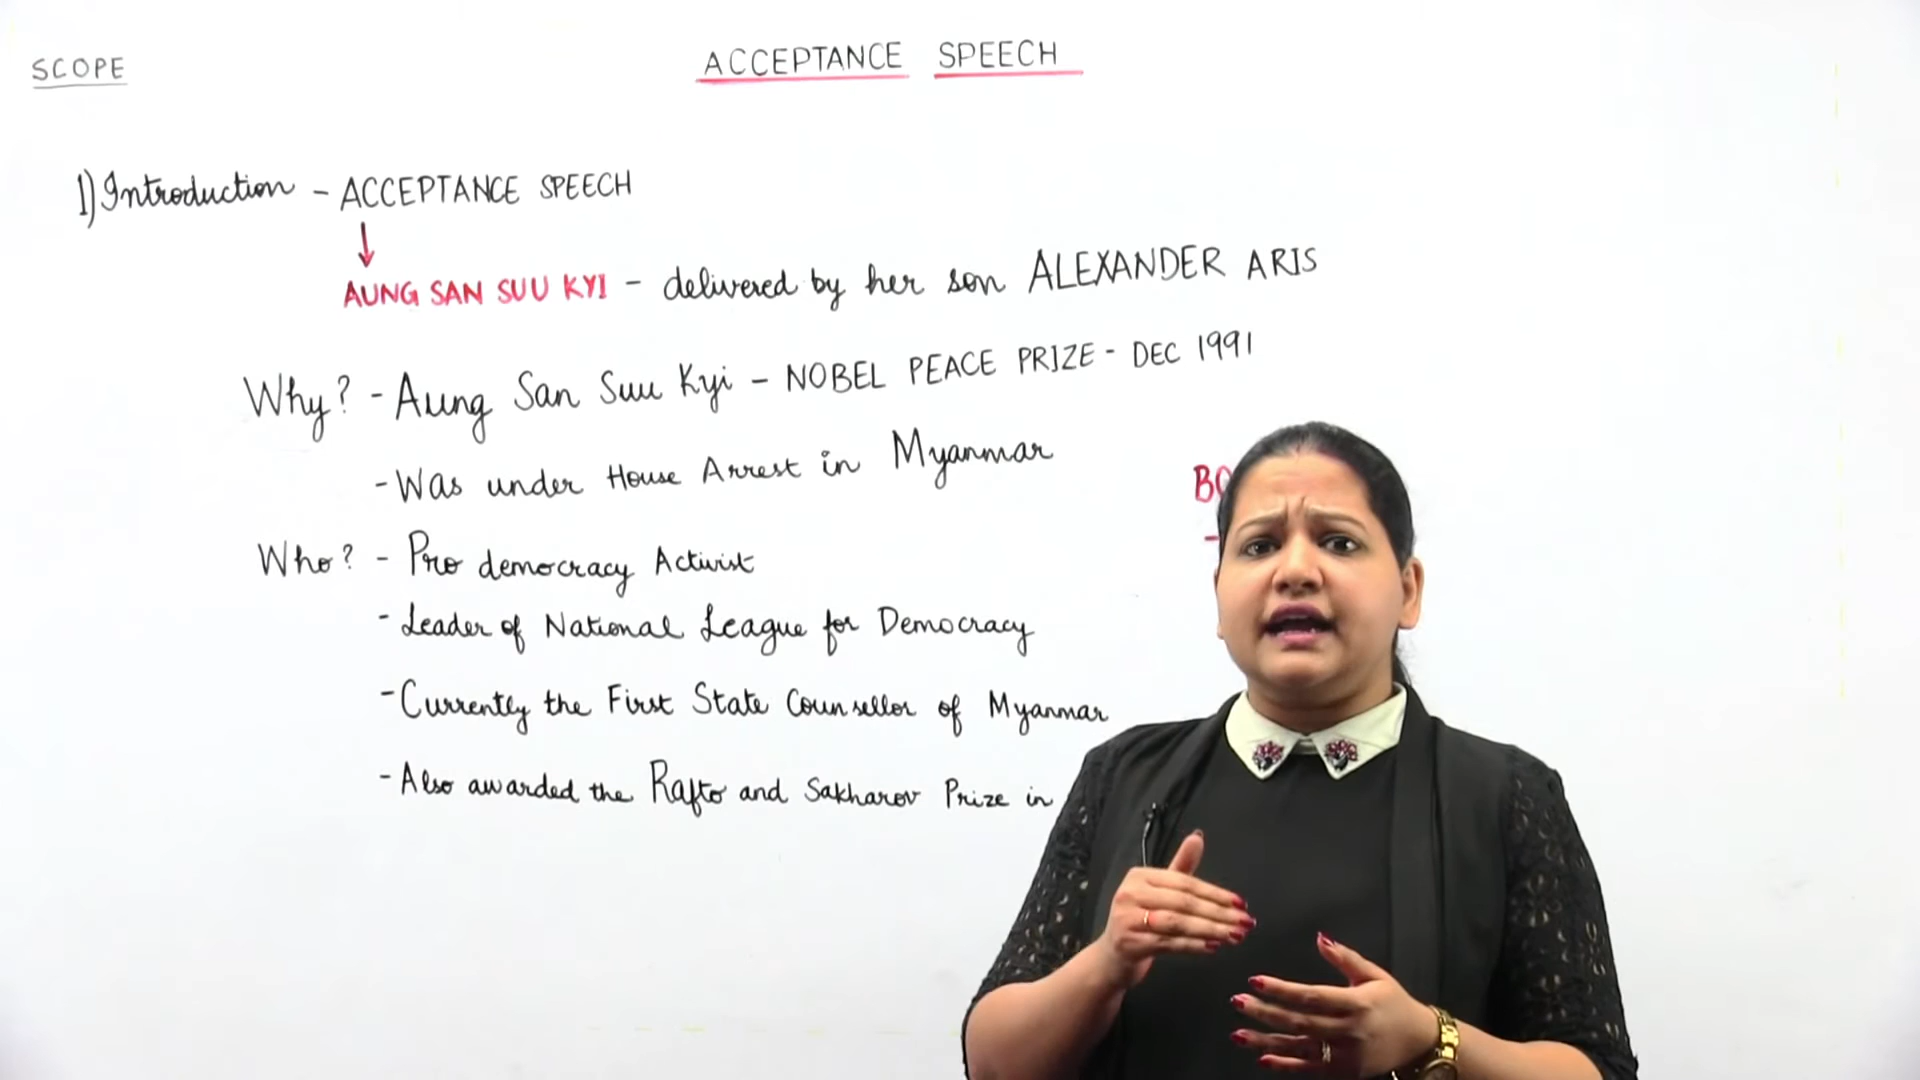 SCOPE
ACCEPTANCE SPEECH
1) Introduction - ACCEPTANCE SPEECH
AUNG SAN SUU KYI - delivered by her son ALEXANDER ARIS
Why? - Aung San Suu Kyi - NOBEL PEACE PRIZE - DEC 1991
- Was under House Arrest in Myanmar
Who? - Pro democracy Activist
- Leader of National League for Democracy
- Currently the First State Counsellor of Myanmar
- Also awarded the Rafto and Sakharov Prize in